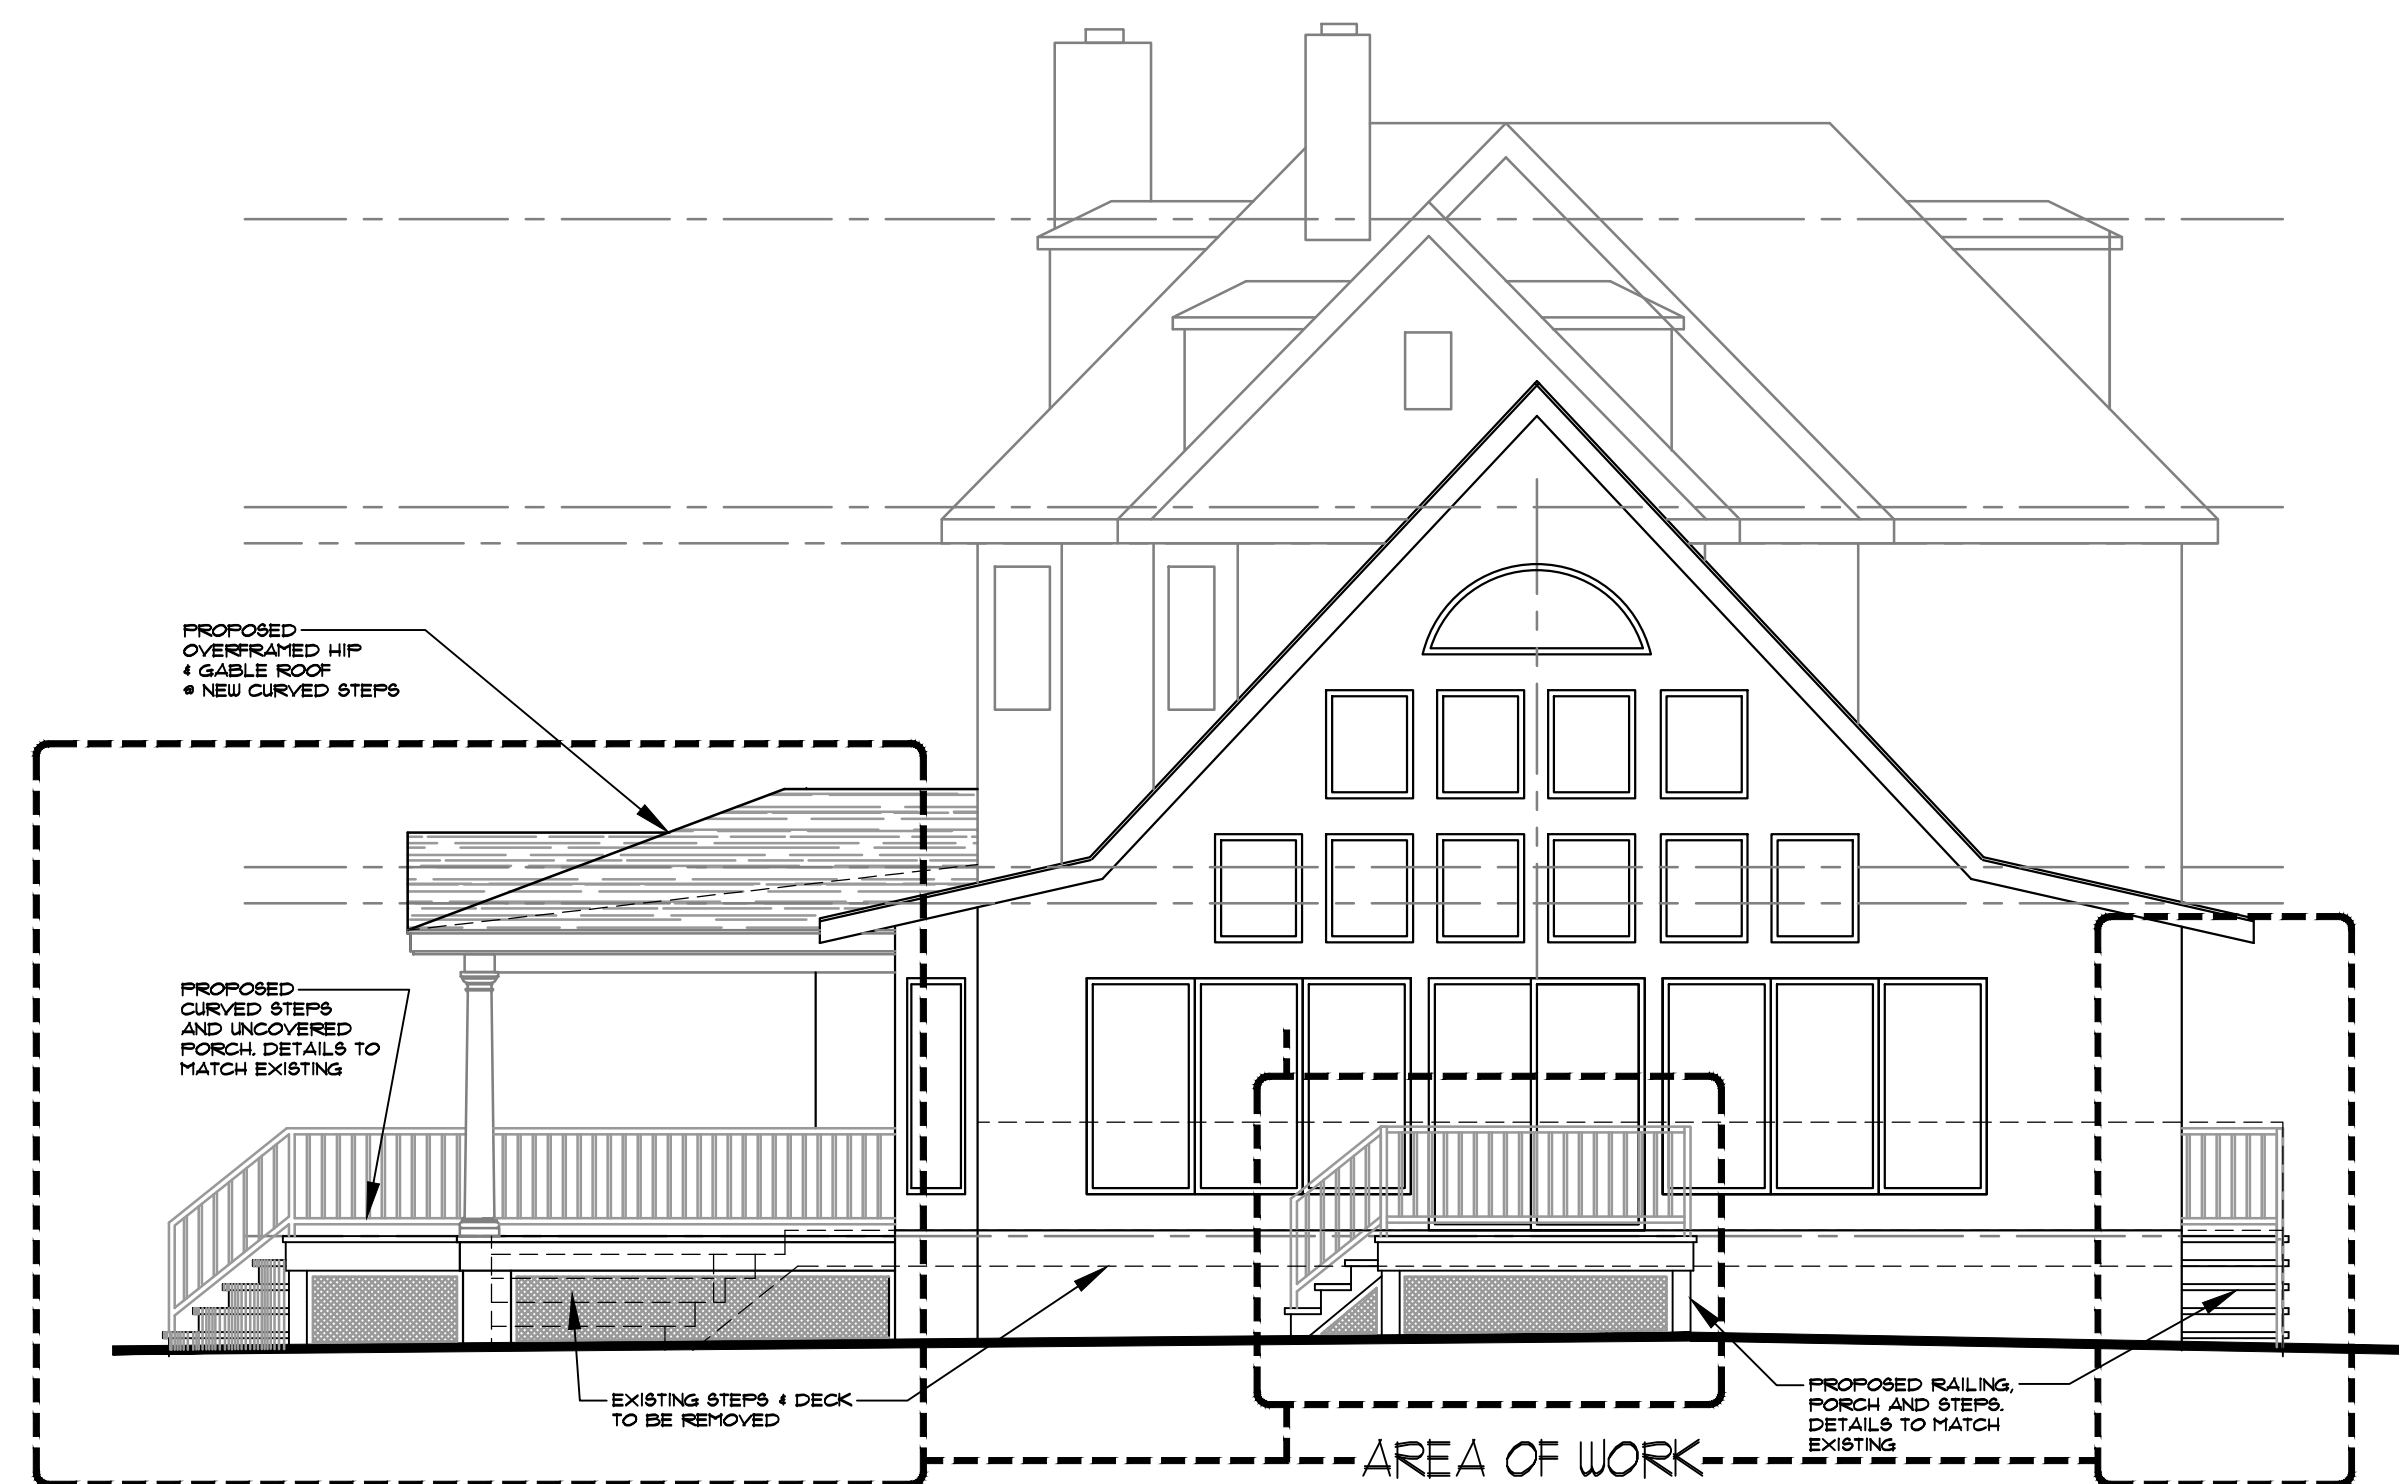 PROPOSED
OVERFRAMED HIP
& GABLE ROOF
@ NEW CURVED STEPS
PROPOSED
CURVED STEPS
AND UNCOVERED
PORCH. DETAILS TO
MATCH EXISTING
EXISTING STEPS & DECK
TO BE REMOVED
PROPOSED RAILING,
PORCH AND STEPS.
DETAILS TO MATCH
EXISTING
AREA OF WORK